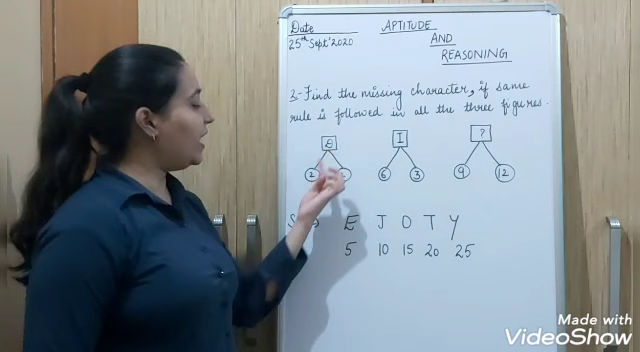 Date
25th Sept'2020
APTITUDE
AND
REASONING
3- Find the missing character, if same
rule is followed in all the three figures.
I ?
2 6 3 9 12
E J O T Y
5 10 15 20 25
Made with
VideoShow